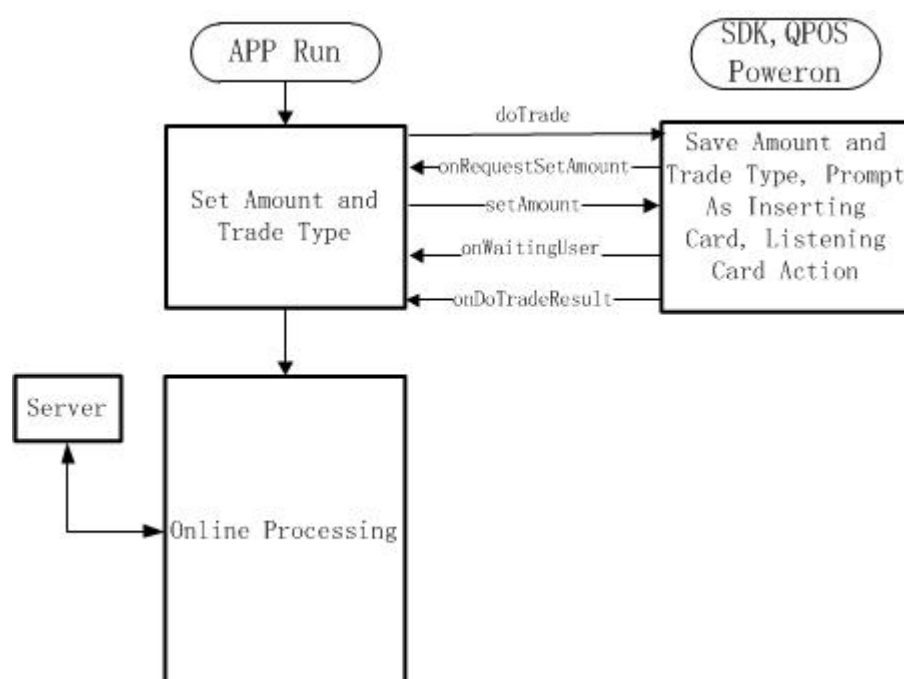 APP Run
SDK,QPOS
Poweron
doTrade
onRequestSetAmount
setAmount
onWaitingUser
onDoTradeResult
Set Amount and
Trade Type
Save Amount and
Trade Type, Prompt
As Inserting
Card, Listening
Card Action
Server
Online Processing